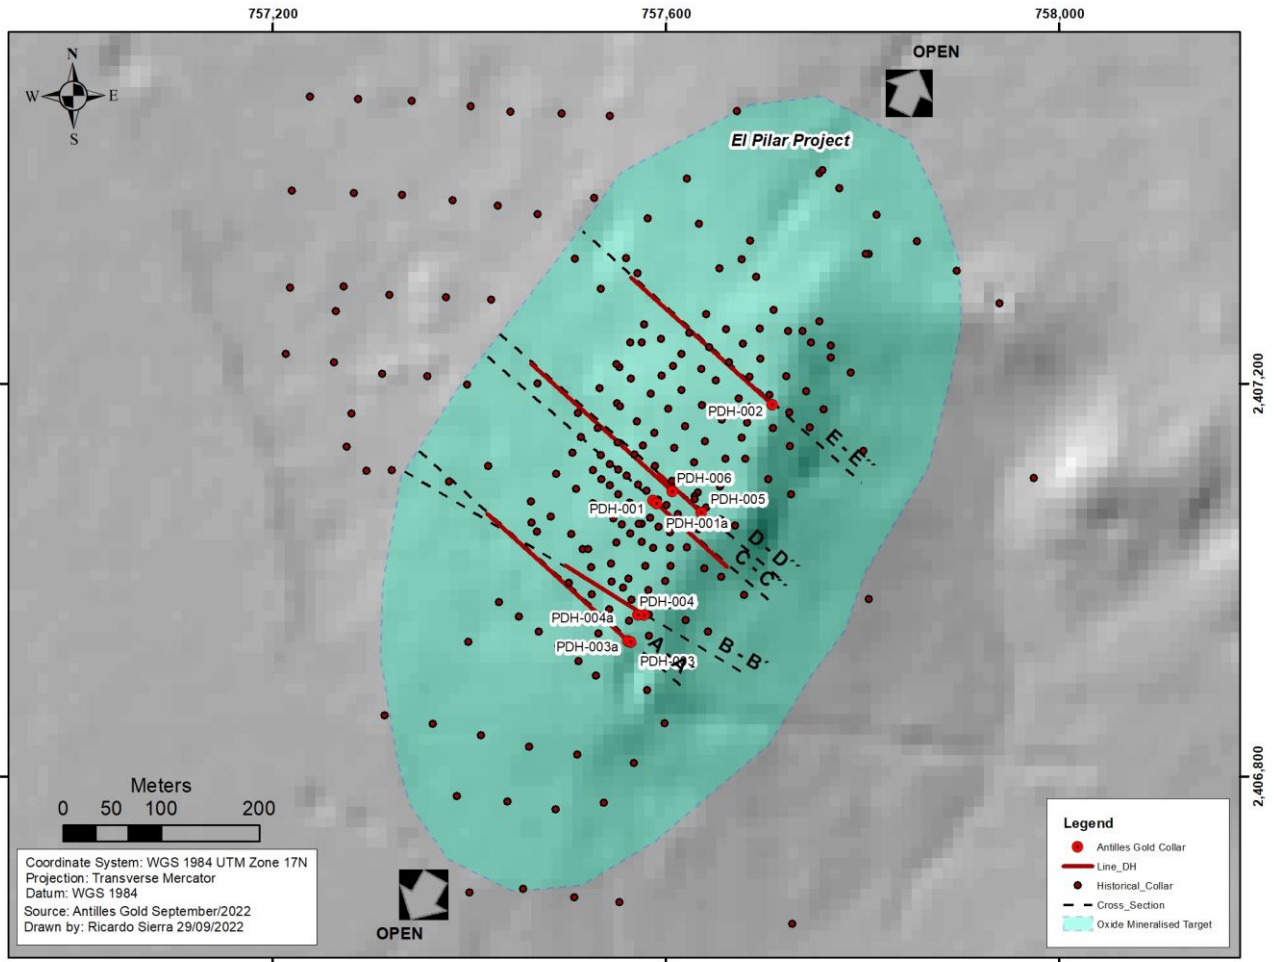 757,200
757,600
758,000
OPEN
N
W
E
S
El Pilar Project
2,407,200
PDH-002
E - E''
PDH-006
PDH-005
PDH-001
PDH-001a
D - D''
C - C''
PDH-004
PDH-004a
PDH-003a
PDH-003
A - A'
B - B'
2,406,800
Meters
0 50 100 200
Coordinate System: WGS 1984 UTM Zone 17N
Projection: Transverse Mercator
Datum: WGS 1984
Source: Antilles Gold September/2022
Drawn by: Ricardo Sierra 29/09/2022
OPEN
Legend
Antilles Gold Collar
Line_DH
Historical_Collar
Cross_Section
Oxide Mineralised Target